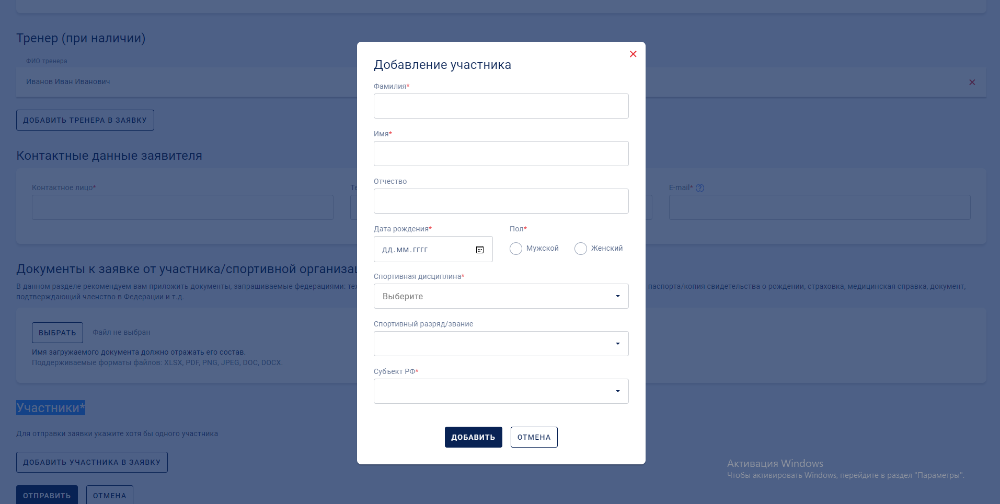 Тренер (при наличии)
ФИО тренера
Иванов Иван Иванович
ДОБАВИТЬ ТРЕНЕРА В ЗАЯВКУ
Контактные данные заявителя
Контактное лицо*
E-mail* ?
Документы к заявке от участника/спортивной
В данном разделе рекомендуем вам приложить документы, запрашиваемые федерациями:
паспорта/копия свидетельства о рождении, страховка, медицинская справка, документ,
подтверждающий членство в Федерации и т.д.
ВЫБРАТЬ Файл не выбран
Имя загружаемого документа должно отражать его состав.
Поддерживаемые форматы файлов: XLSX, PDF, PNG, JPEG, DOC, DOCX.
Участники*
Для отправки заявки укажите хотя бы одного участника
ДОБАВИТЬ УЧАСТНИКА В ЗАЯВКУ
ОТПРАВИТЬ ОТМЕНА
Добавление участника
Фамилия*
Имя*
Отчество
Дата рождения* Пол*
дд.мм.гггг Мужской Женский
Спортивная дисциплина*
Выберите
Спортивный разряд/звание
Субъект РФ*
ДОБАВИТЬ ОТМЕНА
Активация Windows
Чтобы активировать Windows, перейдите в раздел "Параметры".